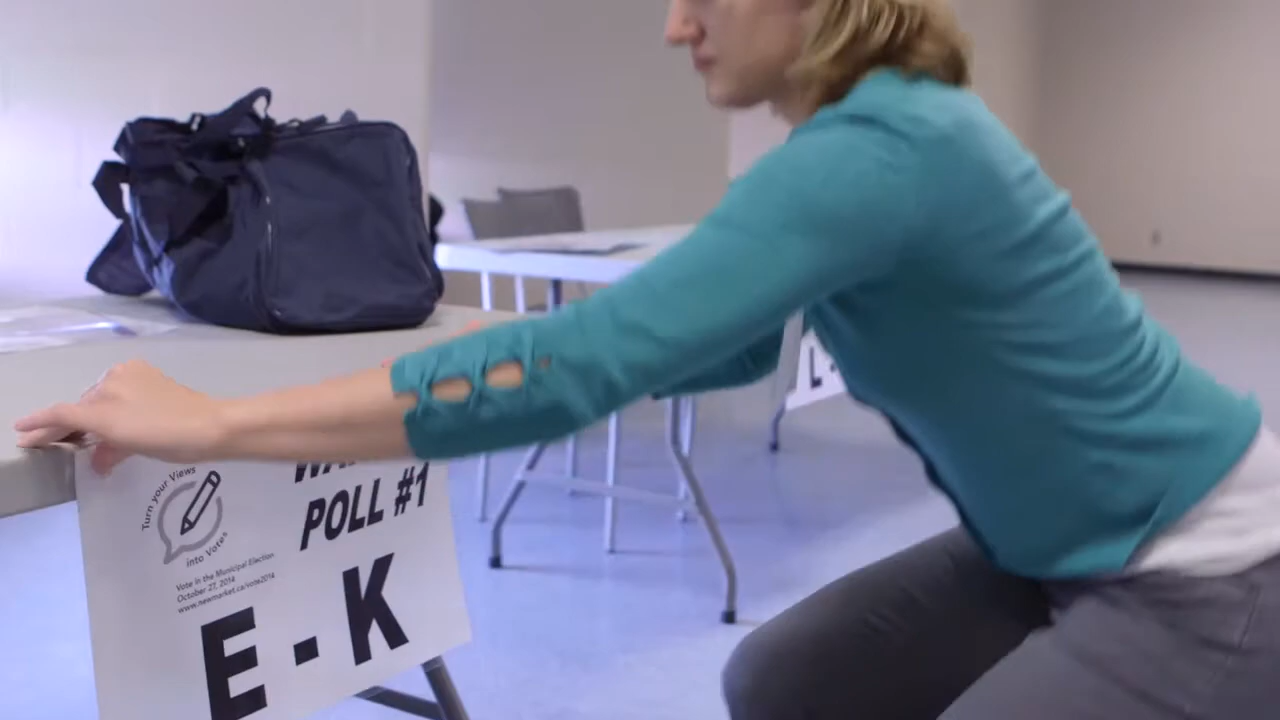 Turn your Views
into Votes
POLL #1
Vote in the Municipal Election
October 27, 2014
www.newmarket.ca/vote2014
E - K
L -